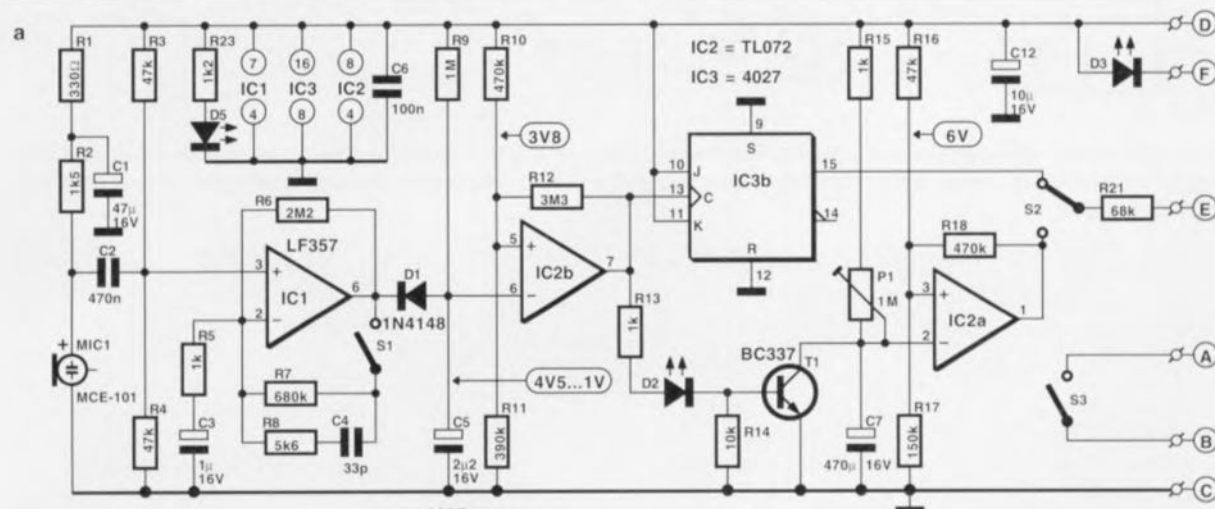 a
R1
330Ω
R2
1k5
C1
47µ
16V
C2
470n
+
MIC1
MCE-101
R3
47k
R4
47k
R23
1k2
D5
7
IC1
4
16
IC3
8
8
IC2
4
C6
100n
R6
2M2
LF357
3
+
IC1
6
2
−
R5
1k
C3
1µ
16V
R7
680k
R8
5k6
C4
33p
S1
D1
1N4148
R9
1M
4V5...1V
C5
2µ2
16V
R10
470k
3V8
R12
3M3
5
+
IC2b
7
6
−
R11
390k
R13
1k
D2
R14
10k
BC337
T1
IC2 = TL072
IC3 = 4027
9
S
10
J
15
13
C
IC3b
11
K
14
R
12
R15
1k
P1
1M
C7
470µ
16V
R16
47k
6V
R18
470k
3
+
IC2a
1
2
−
R17
150k
C12
10µ
16V
D3
S2
R21
68k
S3
D
F
E
A
B
C